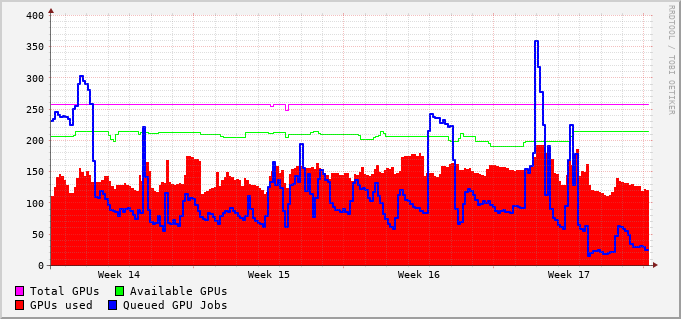 400
350
300
250
200
150
100
50
0
Week 14 Week 15 Week 16 Week 17
Total GPUs Available GPUs
GPUs used Queued GPU Jobs
RRDTOOL / TOBI OETIKER